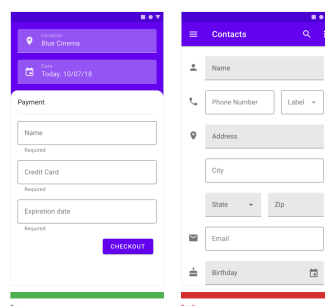 Location
Blue Cinema
Date
Today. 10/07/18
Payment
Name
Required
Credit Card
Required
Expiration date
Required
CHECKOUT
Contacts
Name
Phone Number
Label
Address
City
State
Zip
Email
Birthday